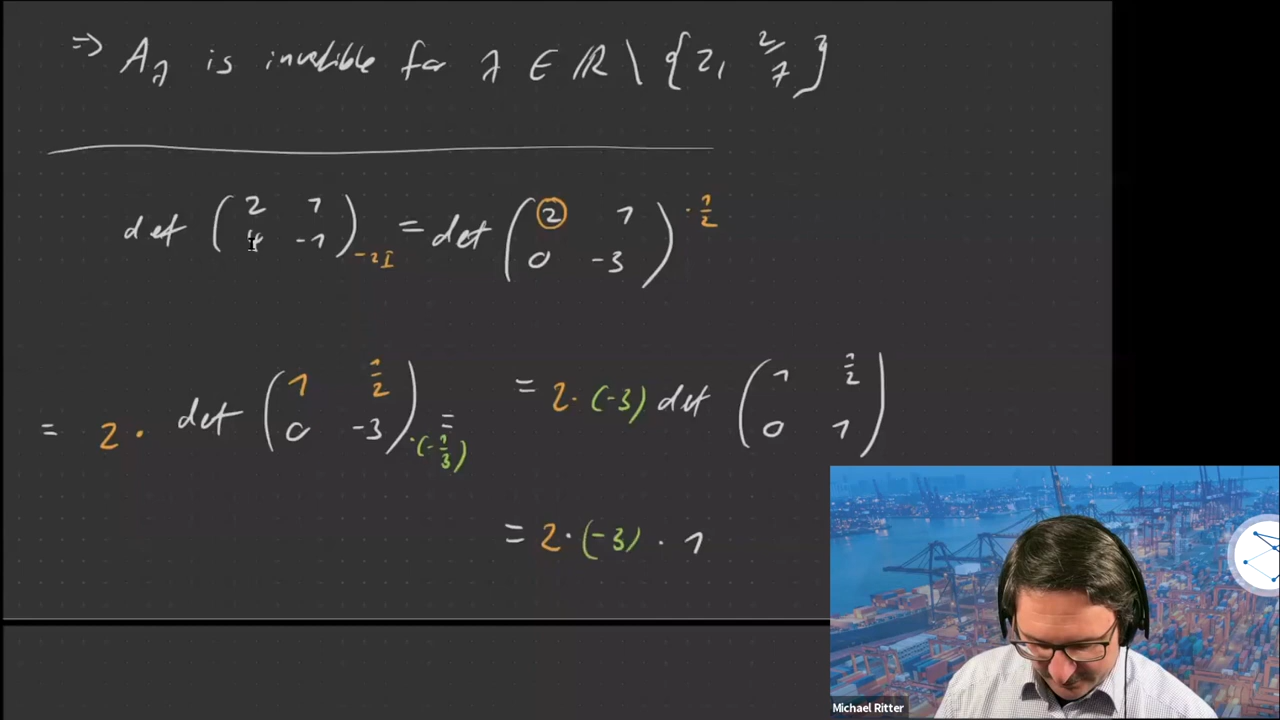 => A_λ is invertible for λ ∈ ℝ \ {2, 2/7}
det ( 2 1 ; 4 -1 ) -2I = det ( 2 1 ; 0 -3 ) · 1/2
= 2 · det ( 1 1/2 ; 0 -3 ) ·(-1/3) = = 2 · (-3) det ( 1 1/2 ; 0 1 )
= 2 · (-3) · 1
Michael Ritter